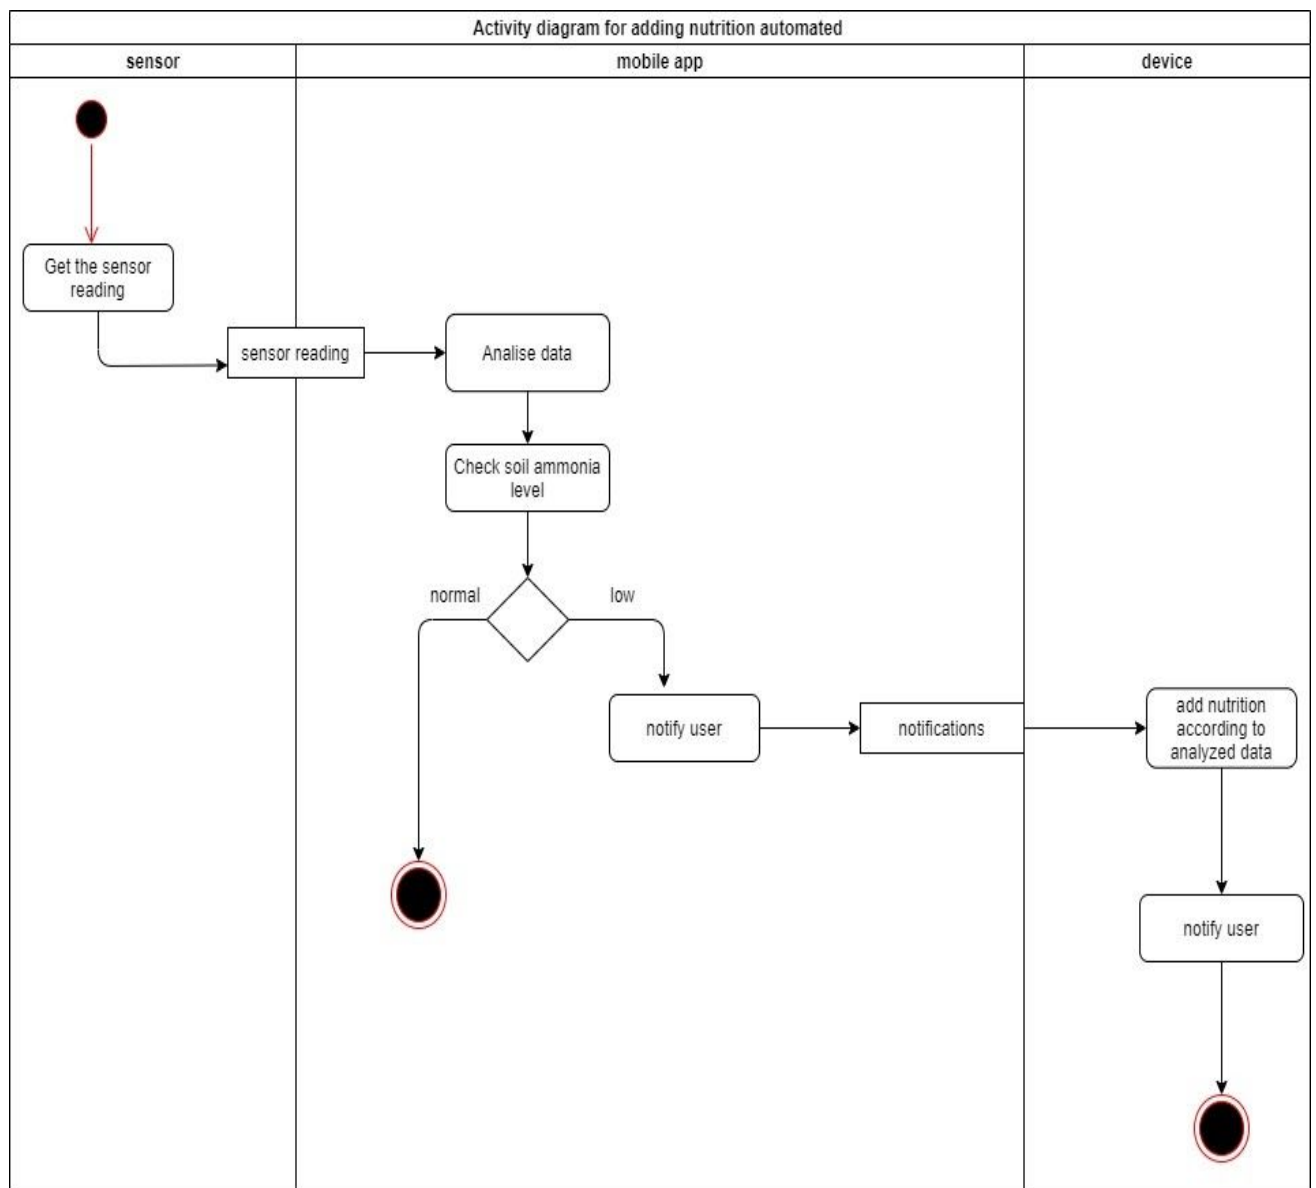 Activity diagram for adding nutrition automated
sensor
mobile app
device
Get the sensor
reading
sensor reading
Analise data
Check soil ammonia
level
normal
low
notify user
notifications
add nutrition
according to
analyzed data
notify user